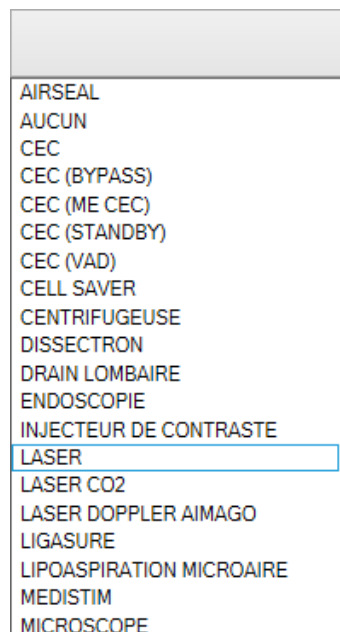 AIRSEAL
AUCUN
CEC
CEC (BYPASS)
CEC (ME CEC)
CEC (STANDBY)
CEC (VAD)
CELL SAVER
CENTRIFUGEUSE
DISSECTRON
DRAIN LOMBAIRE
ENDOSCOPIE
INJECTEUR DE CONTRASTE
LASER
LASER CO2
LASER DOPPLER AIMAGO
LIGASURE
LIPOASPIRATION MICROAIRE
MEDISTIM
MICROSCOPE